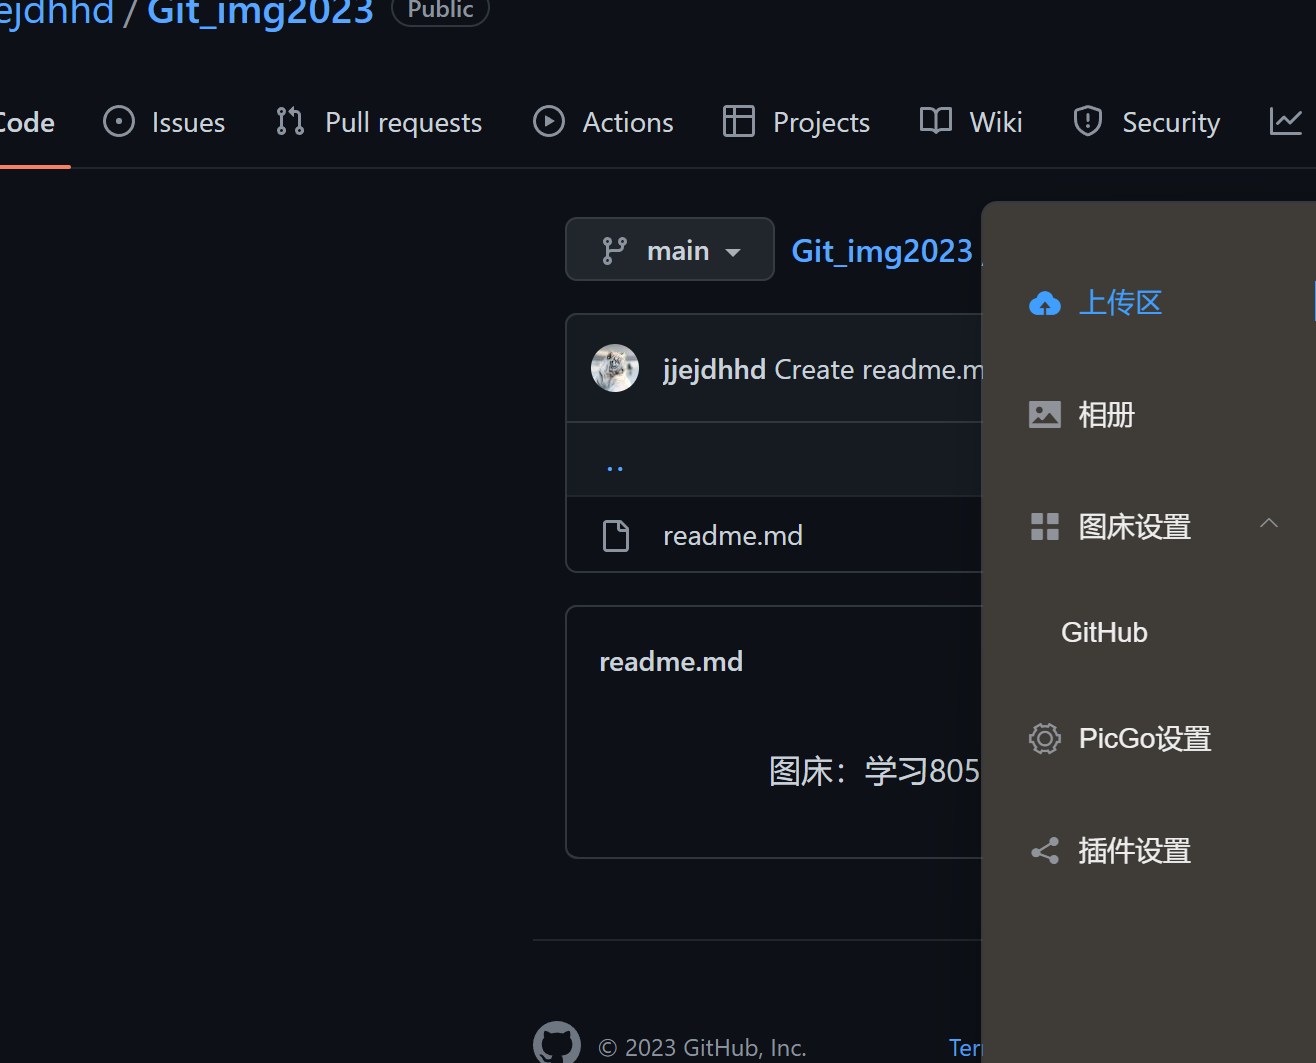 ejdhhd / Git_img2023 Public
Code Issues Pull requests Actions Projects Wiki Security
main Git_img2023
jjejdhhd Create readme.m
..
readme.md
readme.md
图床：学习805
© 2023 GitHub, Inc. Ter
上传区
相册
图床设置
GitHub
PicGo设置
插件设置